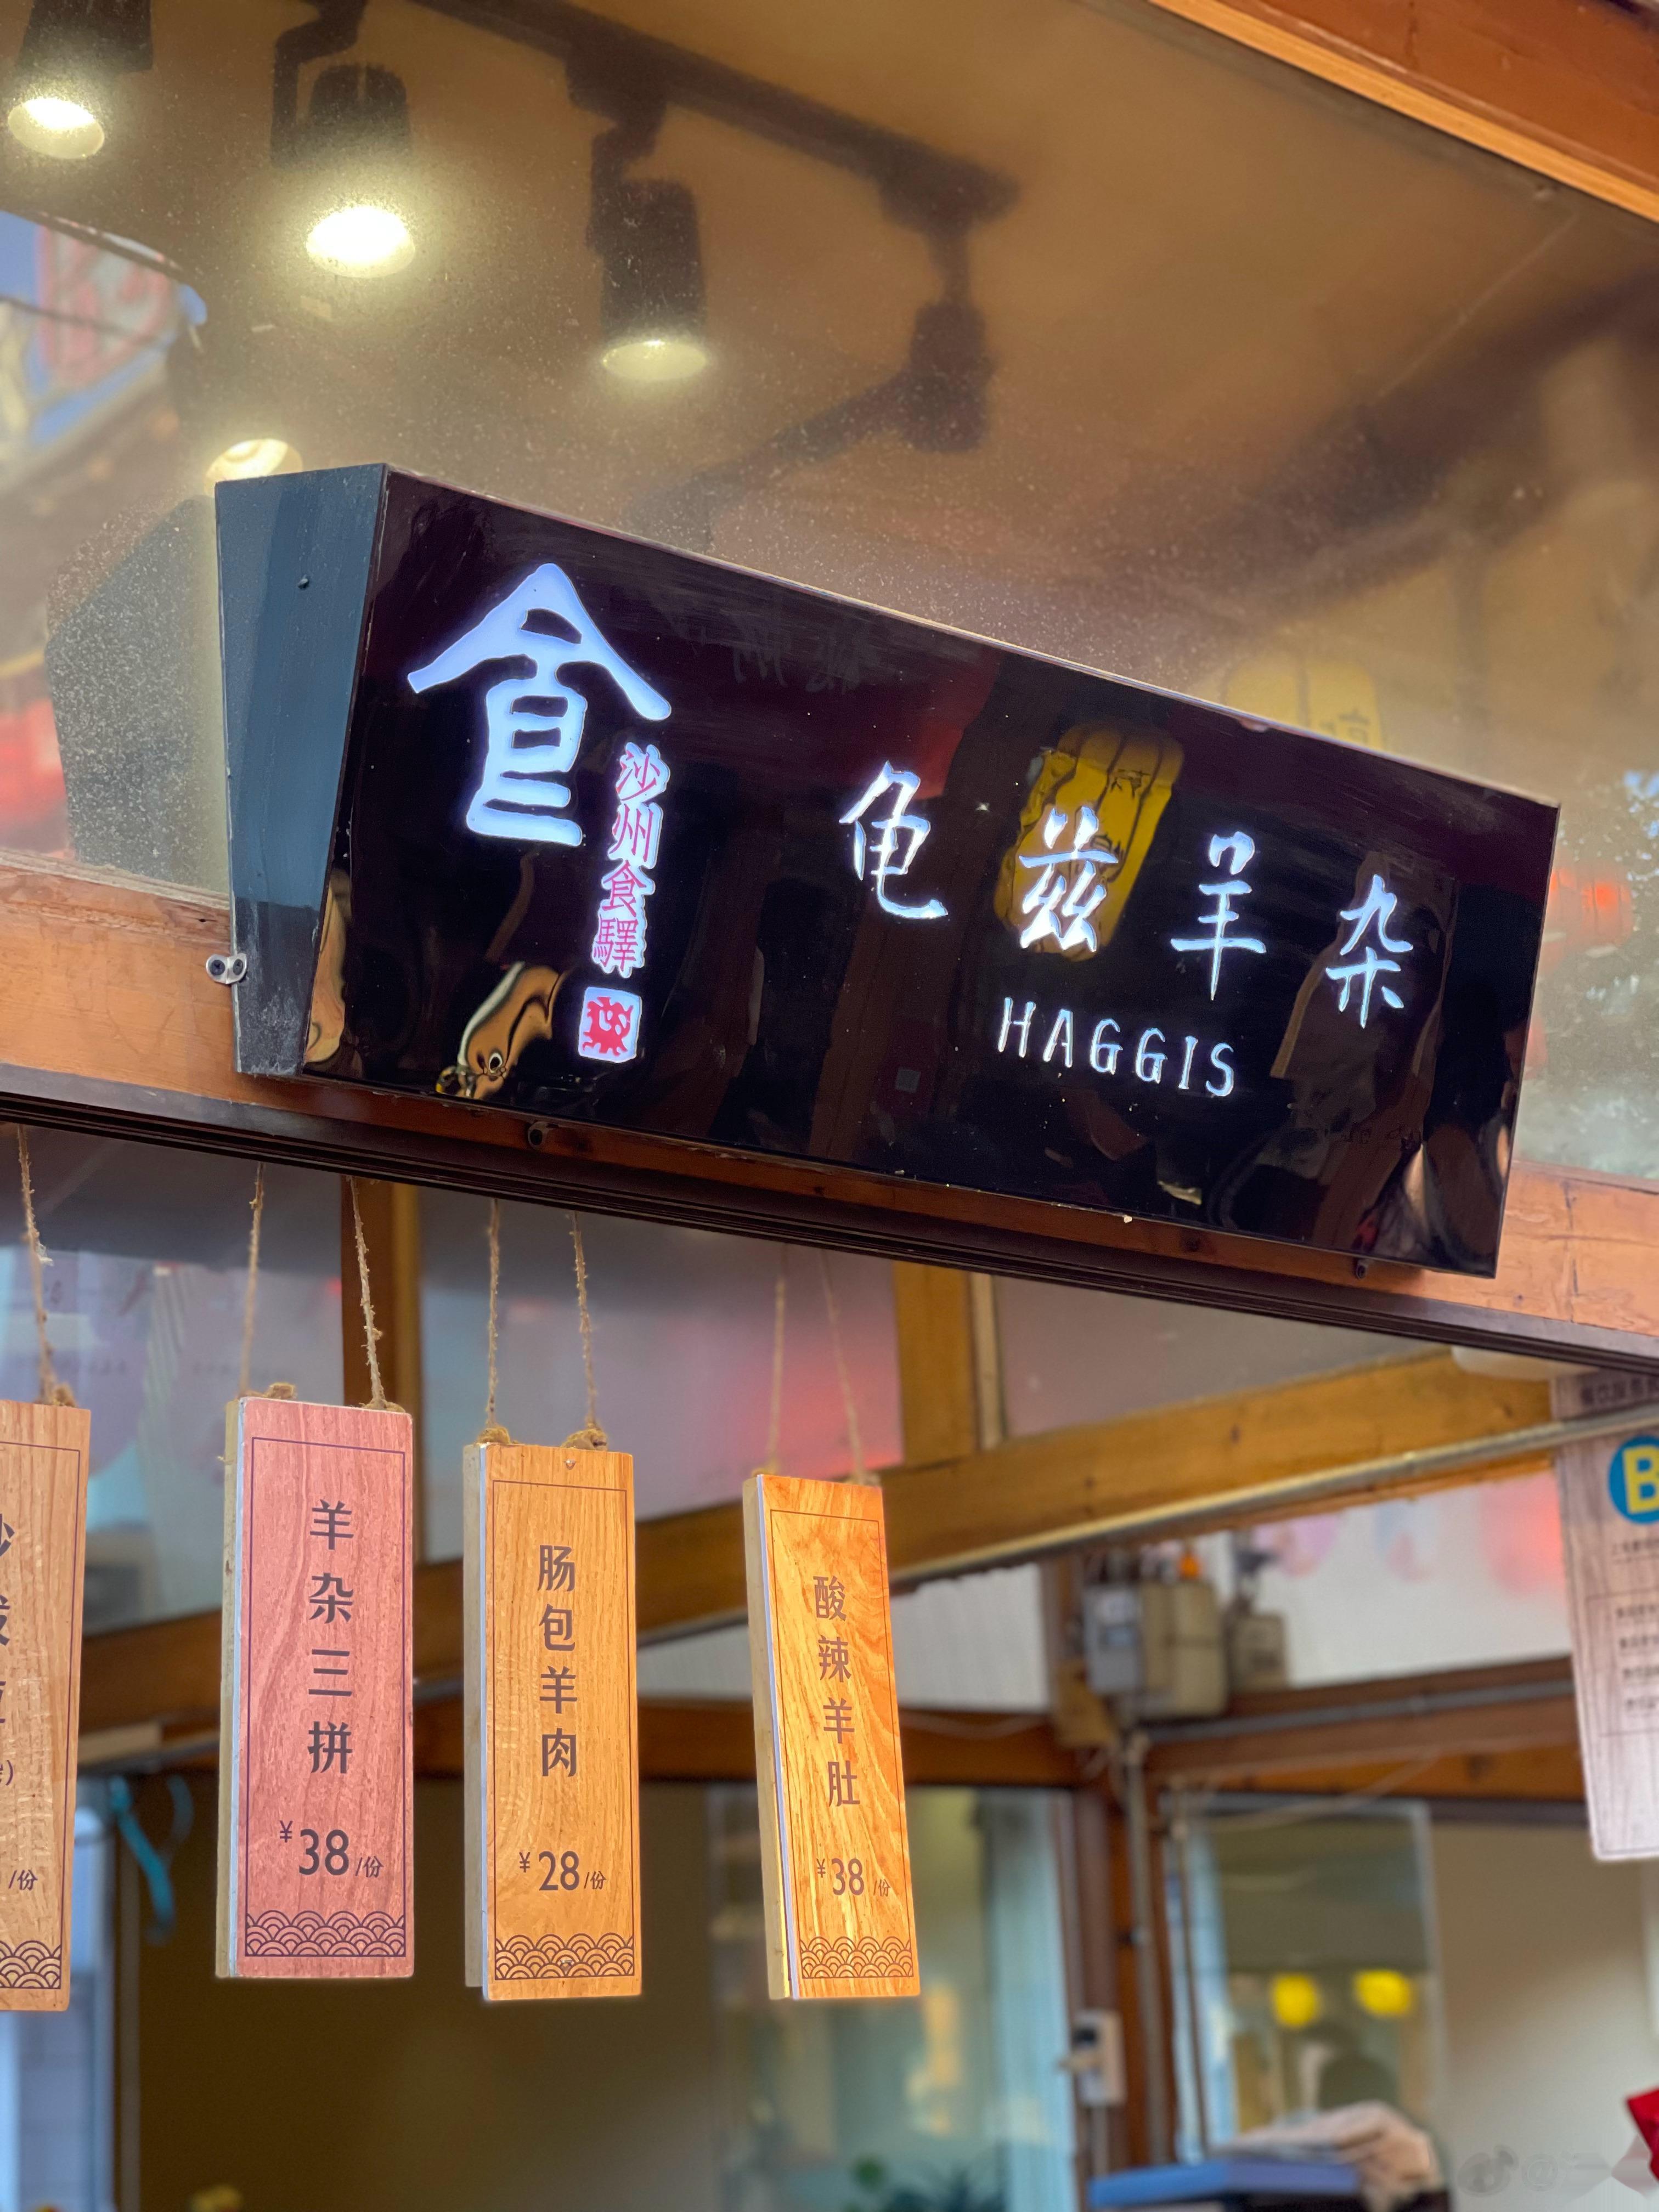 食
沙州食驛
龟兹羊杂
HAGGIS
羊杂三拼
¥38/份
肠包羊肉
¥28/份
酸辣羊肚
¥38/份
/份
B